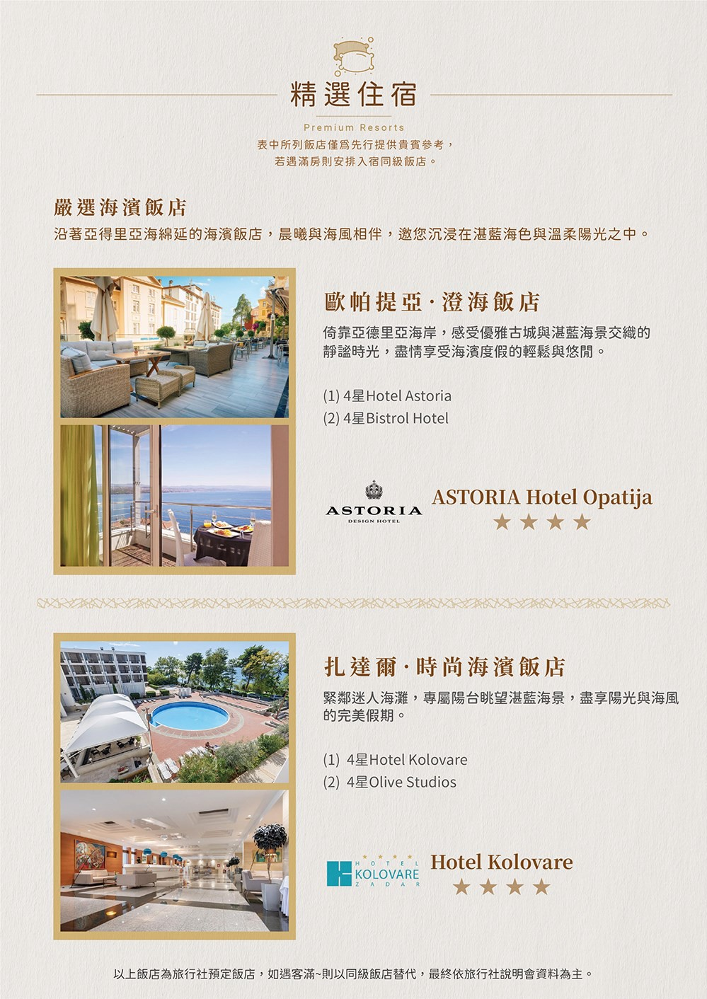 精選住宿
Premium Resorts
表中所列飯店僅為先行提供貴賓參考，
若遇滿房則安排入宿同級飯店。
嚴選海濱飯店
沿著亞得里亞海綿延的海濱飯店，晨曦與海風相伴，邀您沉浸在湛藍海色與溫柔陽光之中。
歐帕提亞·澄海飯店
倚靠亞德里亞海岸，感受優雅古城與湛藍海景交織的
靜謐時光，盡情享受海濱度假的輕鬆與悠閒。
(1) 4星Hotel Astoria
(2) 4星Bistrol Hotel
ASTORIA
DESIGN HOTEL
ASTORIA Hotel Opatija
扎達爾·時尚海濱飯店
緊鄰迷人海灘，專屬陽台眺望湛藍海景，盡享陽光與海風
的完美假期。
(1) 4星Hotel Kolovare
(2) 4星Olive Studios
HOTEL
KOLOVARE
ZADAR
Hotel Kolovare
以上飯店為旅行社預定飯店，如遇客滿~則以同級飯店替代，最終依旅行社說明會資料為主。